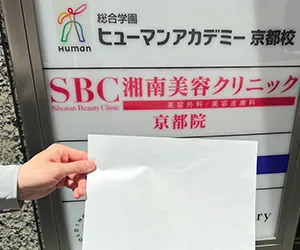 総合学園
Human
ヒューマンアカデミー 京都校
SBC 湘南美容クリニック
Shonan Beauty Clinic
美容外科/美容皮膚科
京都院